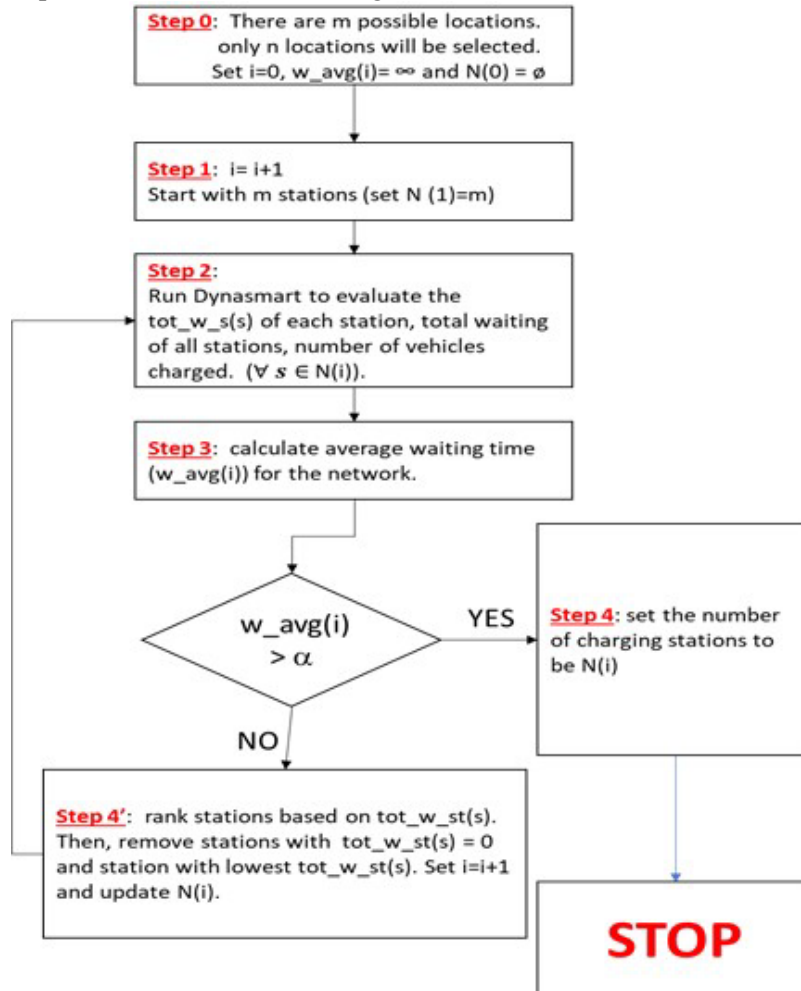 Step 0: There are m possible locations.
only n locations will be selected.
Set i=0, w_avg(i)= ∞ and N(0) = ø
Step 1: i= i+1
Start with m stations (set N (1)=m)
Step 2:
Run Dynasmart to evaluate the
tot_w_s(s) of each station, total waiting
of all stations, number of vehicles
charged. (∀ s ∈ N(i)).
Step 3: calculate average waiting time
(w_avg(i)) for the network.
w_avg(i)
> α
YES
Step 4: set the number
of charging stations to
be N(i)
NO
Step 4’: rank stations based on tot_w_st(s).
Then, remove stations with tot_w_st(s) = 0
and station with lowest tot_w_st(s). Set i=i+1
and update N(i).
STOP